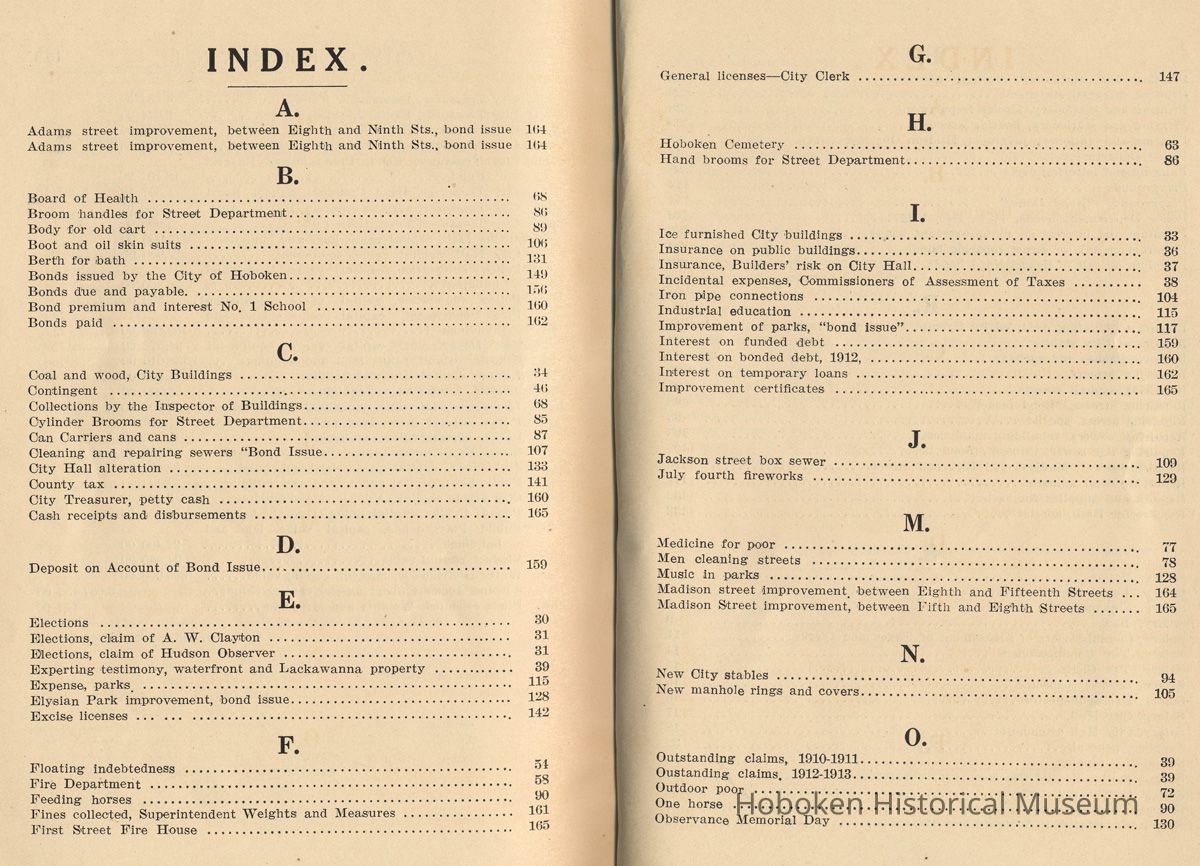 INDEX.
A.
Adams street improvement, between Eighth and Ninth Sts., bond issue 164
Adams street improvement, between Eighth and Ninth Sts., bond issue 164
B.
Board of Health 68
Broom handles for Street Department 86
Body for old cart 89
Boot and oil skin suits 106
Berth for bath 131
Bonds issued by the City of Hoboken 149
Bonds due and payable. 156
Bond premium and interest No. 1 School 160
Bonds paid 162
C.
Coal and wood, City Buildings 34
Contingent 46
Collections by the Inspector of Buildings 68
Cylinder Brooms for Street Department 85
Can Carriers and cans 87
Cleaning and repairing sewers "Bond Issue 107
City Hall alteration 133
County tax 141
City Treasurer, petty cash 160
Cash receipts and disbursements 165
D.
Deposit on Account of Bond Issue 159
E.
Elections 30
Elections, claim of A. W. Clayton 31
Elections, claim of Hudson Observer 31
Experting testimony, waterfront and Lackawanna property 39
Expense, parks 115
Elysian Park improvement, bond issue 128
Excise licenses 142
F.
Floating indebtedness 54
Fire Department 58
Feeding horses 90
Fines collected, Superintendent Weights and Measures 161
First Street Fire House 165
G.
General licenses—City Clerk 147
H.
Hoboken Cemetery 63
Hand brooms for Street Department 86
I.
Ice furnished City buildings 33
Insurance on public buildings 36
Insurance, Builders' risk on City Hall 37
Incidental expenses, Commissioners of Assessment of Taxes 38
Iron pipe connections 104
Industrial education 115
Improvement of parks, "bond issue" 117
Interest on funded debt 159
Interest on bonded debt, 1912, 160
Interest on temporary loans 162
Improvement certificates 165
J.
Jackson street box sewer 109
July fourth fireworks 129
M.
Medicine for poor 77
Men cleaning streets 78
Music in parks 128
Madison street improvement, between Eighth and Fifteenth Streets 164
Madison Street improvement, between Fifth and Eighth Streets 165
N.
New City stables 94
New manhole rings and covers 105
O.
Outstanding claims, 1910-1911 39
Oustanding claims, 1912-1913 39
Outdoor poor 72
One horse 90
Observance Memorial Day 130
Hoboken Historical Museum